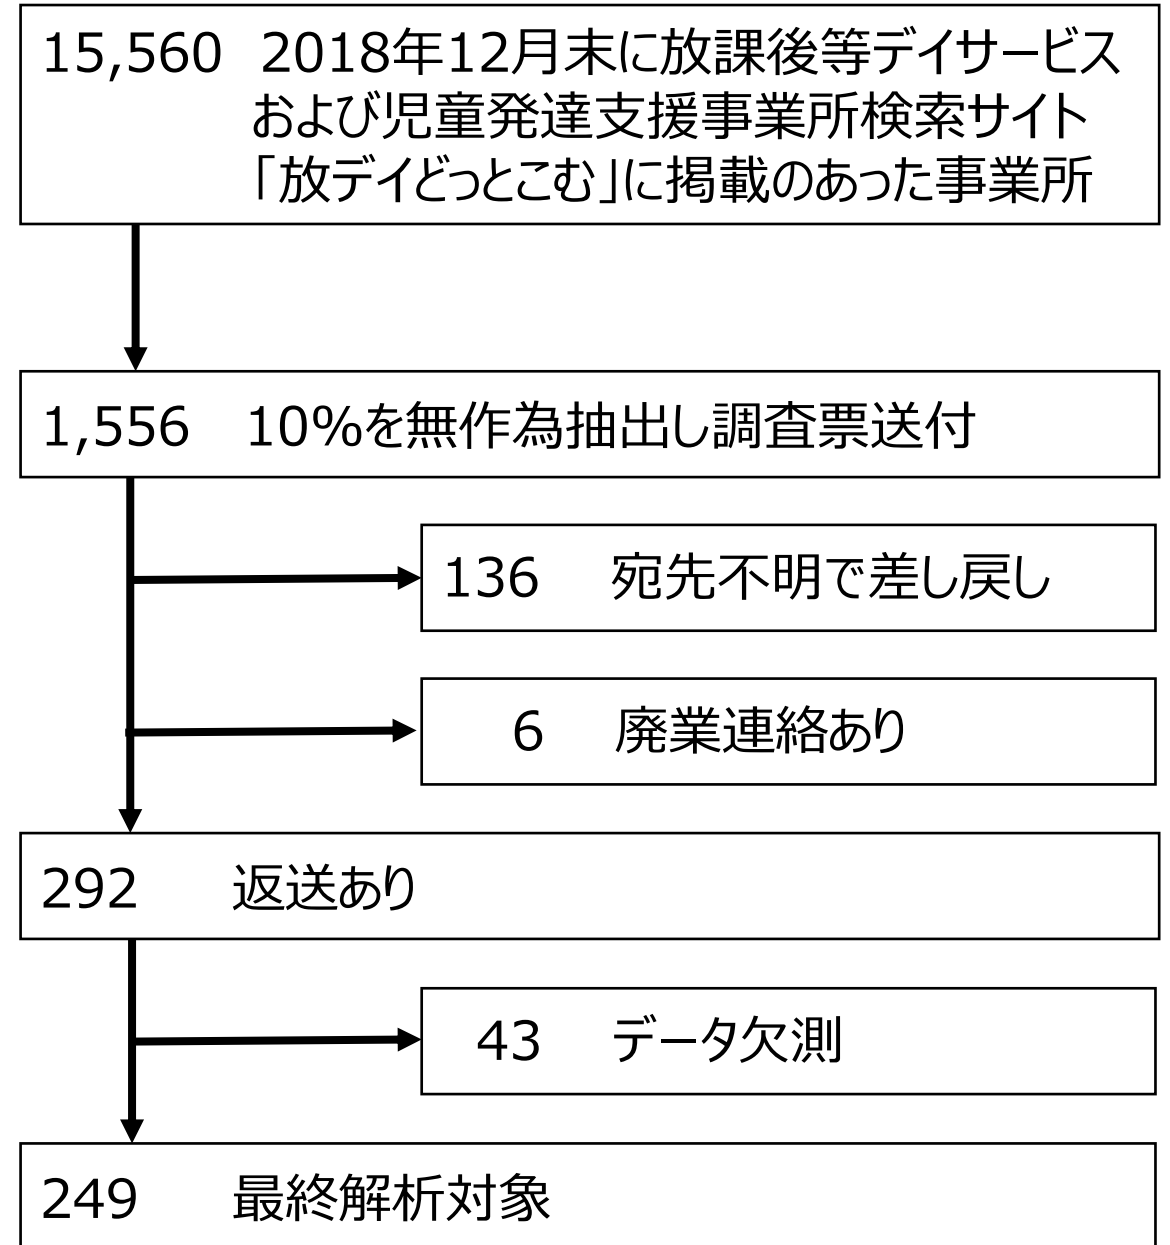 15,560 2018年12月末に放課後等デイサービス
および児童発達支援事業所検索サイト
「放デイどっとこむ」に掲載のあった事業所
1,556 10%を無作為抽出し調査票送付
136 宛先不明で差し戻し
6 廃業連絡あり
292 返送あり
43 データ欠測
249 最終解析対象